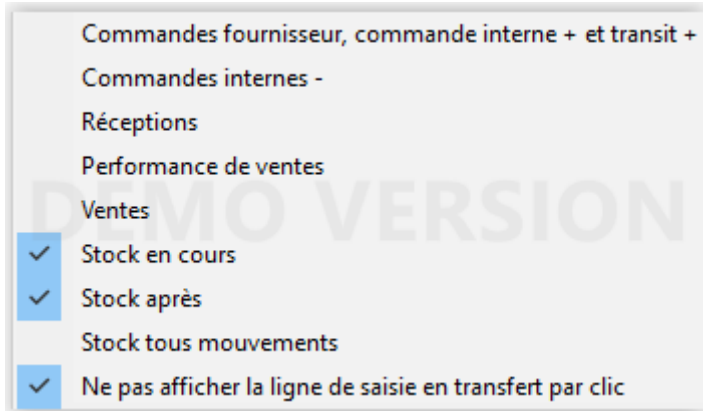 Commandes fournisseur, commande interne + et transit +
Commandes internes -
Réceptions
Performance de ventes
Ventes
DEMO VERSION
Stock en cours
Stock après
Stock tous mouvements
Ne pas afficher la ligne de saisie en transfert par clic